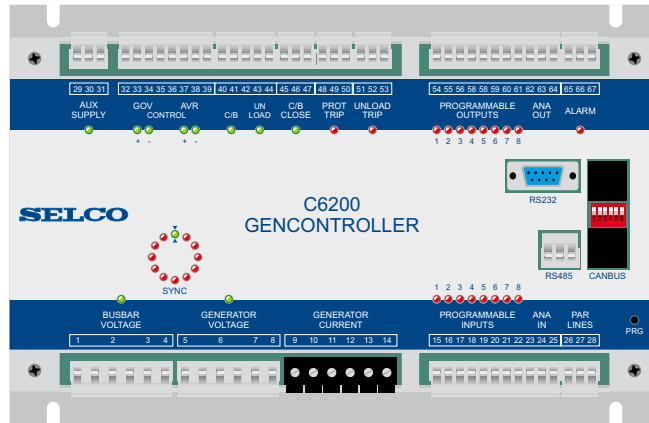 29 30 31 32 33 34 35 36 37 38 39 40 41 42 43 44 45 46 47 48 49 50 51 52 53 54 55 56 57 58 59 60 61 62 63 64 65 66 67
AUX SUPPLY
GOV AVR
CONTROL
C/B
UN LOAD
C/B CLOSE
PROT TRIP
UNLOAD TRIP
PROGRAMMABLE OUTPUTS
ANA OUT
ALARM
+ - + -
1 2 3 4 5 6 7 8
RS232
1 2 3 4 5 6
SELCO
C6200
GENCONTROLLER
SYNC
RS485
CANBUS
1 2 3 4 5 6 7 8
BUSBAR VOLTAGE
GENERATOR VOLTAGE
GENERATOR CURRENT
PROGRAMMABLE INPUTS
ANA IN
PAR LINES
PRG
1 2 3 4 5 6 7 8 9 10 11 12 13 14 15 16 17 18 19 20 21 22 23 24 25 26 27 28